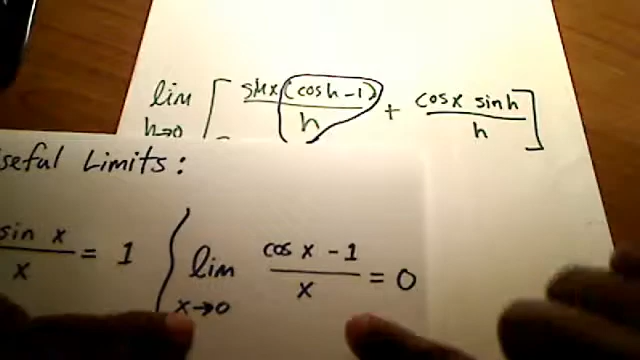 lim h→0 [ sinx (cosh -1) / h + cosx sinh / h ]
seful Limits:
sin x / x = 1
lim x→0 cos x - 1 / x = 0